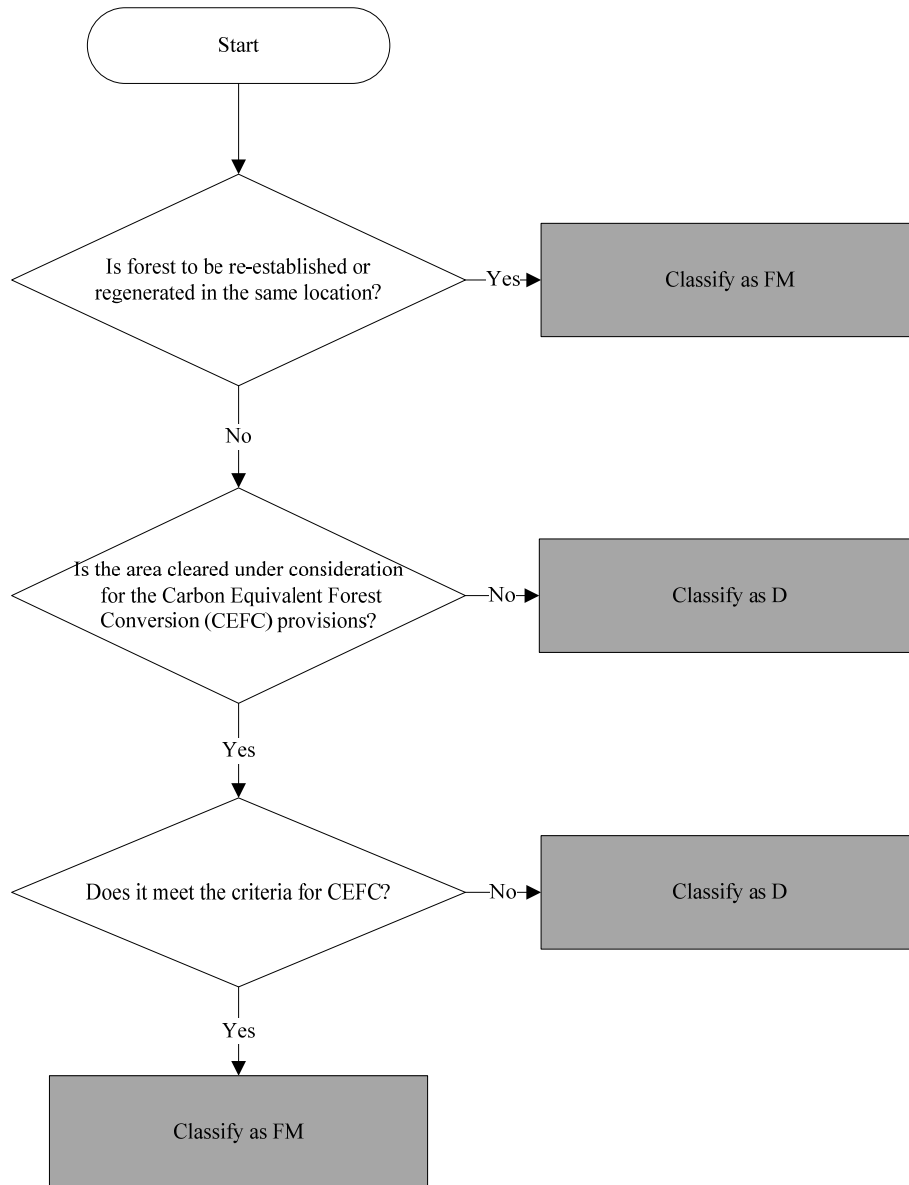 Start
Is forest to be re-established or
regenerated in the same location?
Yes
Classify as FM
No
Is the area cleared under consideration
for the Carbon Equivalent Forest
Conversion (CEFC) provisions?
No
Classify as D
Yes
Does it meet the criteria for CEFC?
No
Classify as D
Yes
Classify as FM